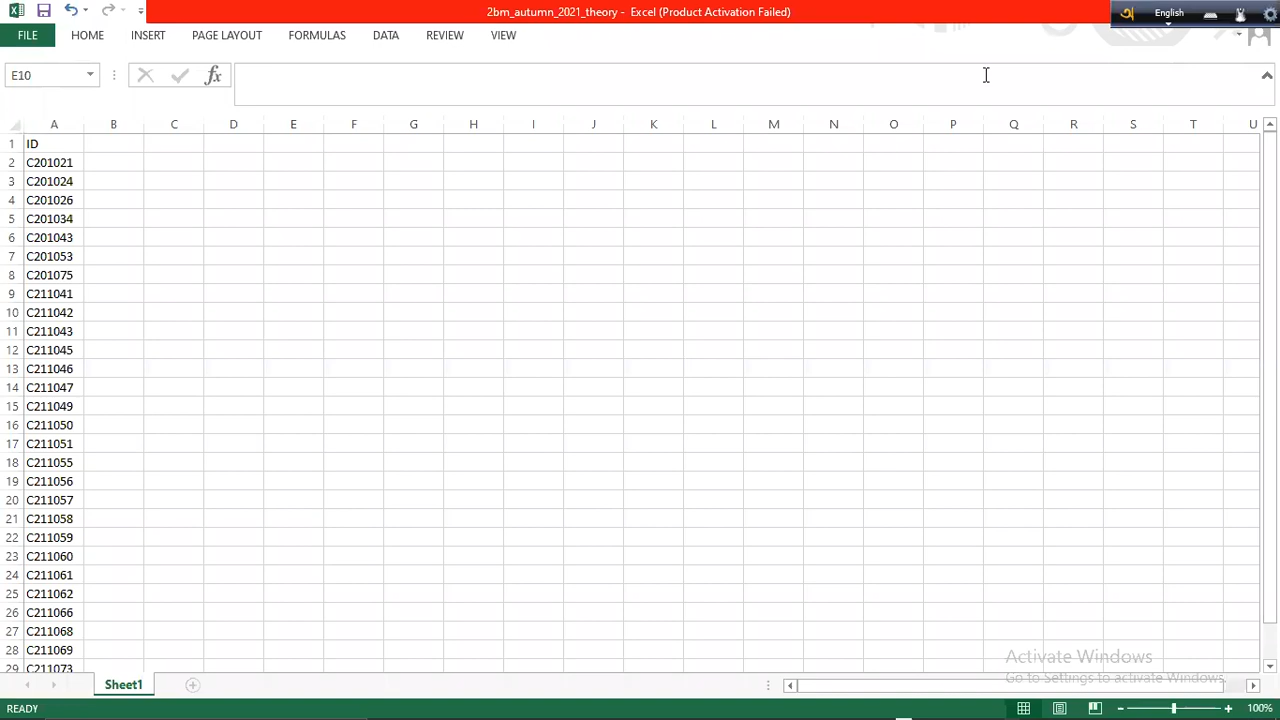 2bm_autumn_2021_theory - Excel (Product Activation Failed)
English
FILE HOME INSERT PAGE LAYOUT FORMULAS DATA REVIEW VIEW
E10 fx
A B C D E F G H I J K L M N O P Q R S T U
1 ID
2 C201021
3 C201024
4 C201026
5 C201034
6 C201043
7 C201053
8 C201075
9 C211041
10 C211042
11 C211043
12 C211045
13 C211046
14 C211047
15 C211049
16 C211050
17 C211051
18 C211055
19 C211056
20 C211057
21 C211058
22 C211059
23 C211060
24 C211061
25 C211062
26 C211066
27 C211068
28 C211069
29 C211073
Activate Windows
Go to Settings to activate Windows.
Sheet1
READY 100%